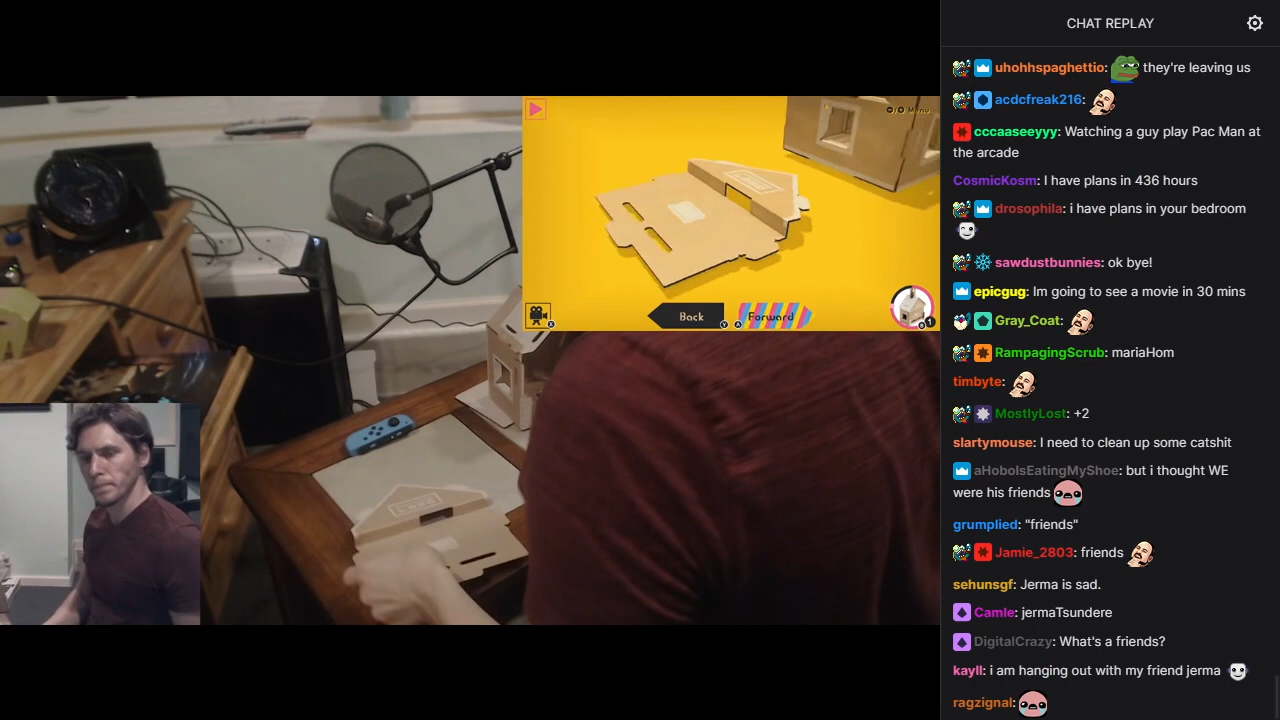 CHAT REPLAY
uhohhspaghettio: they're leaving us
acdcfreak216:
cccaaseeyyy: Watching a guy play Pac Man at
the arcade
CosmicKosm: I have plans in 436 hours
drosophila: i have plans in your bedroom
sawdustbunnies: ok bye!
epicgug: Im going to see a movie in 30 mins
Gray_Coat:
RampagingScrub: mariaHom
timbyte:
MostlyLost: +2
slartymouse: I need to clean up some catshit
aHoboIsEatingMyShoe: but i thought WE
were his friends
grumplied: "friends"
Jamie_2803: friends
sehunsgf: Jerma is sad.
Camle: jermaTsundere
DigitalCrazy: What's a friends?
kayll: i am hanging out with my friend jerma
ragzignal:
Menu
Back
Y
A
Forward
X